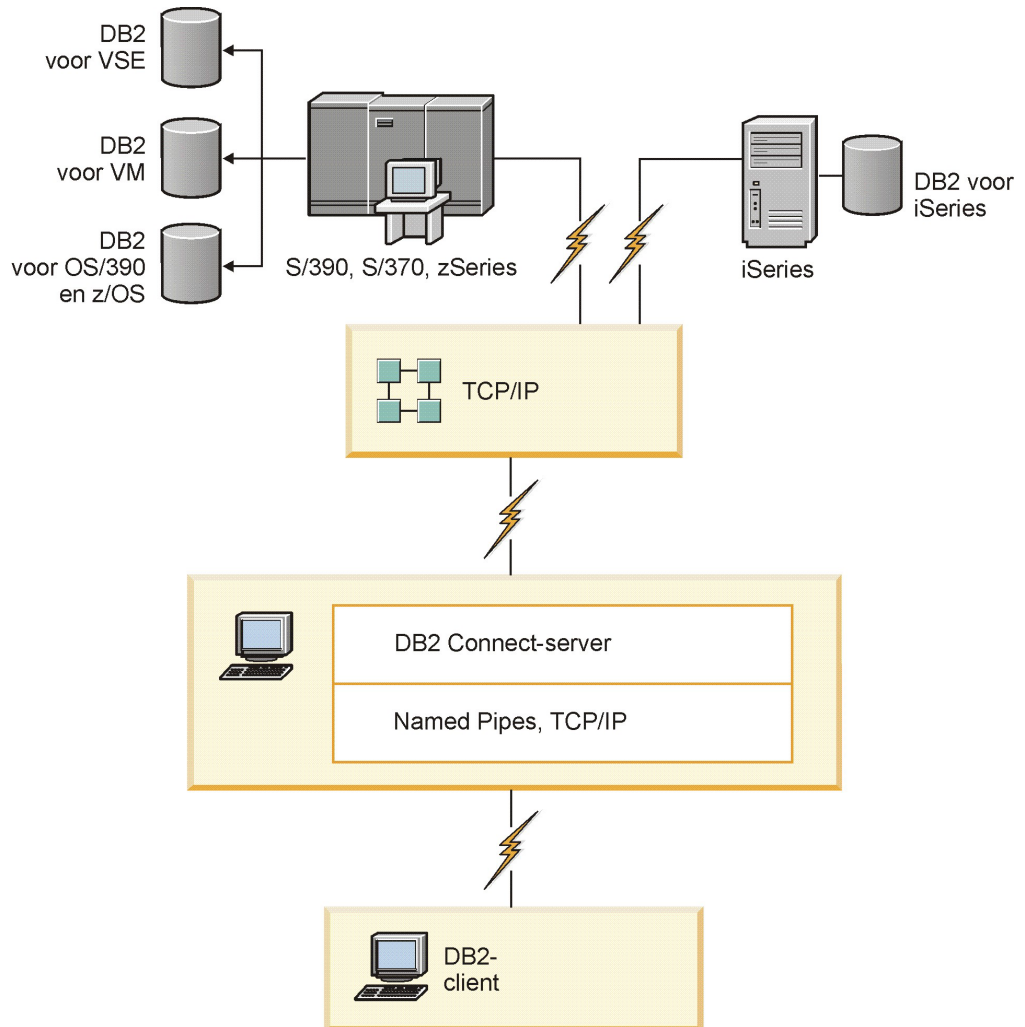 DB2
voor VSE
DB2
voor VM
DB2
voor OS/390
en z/OS
S/390, S/370, zSeries
iSeries
DB2 voor
iSeries
TCP/IP
DB2 Connect-server
Named Pipes, TCP/IP
DB2-
client